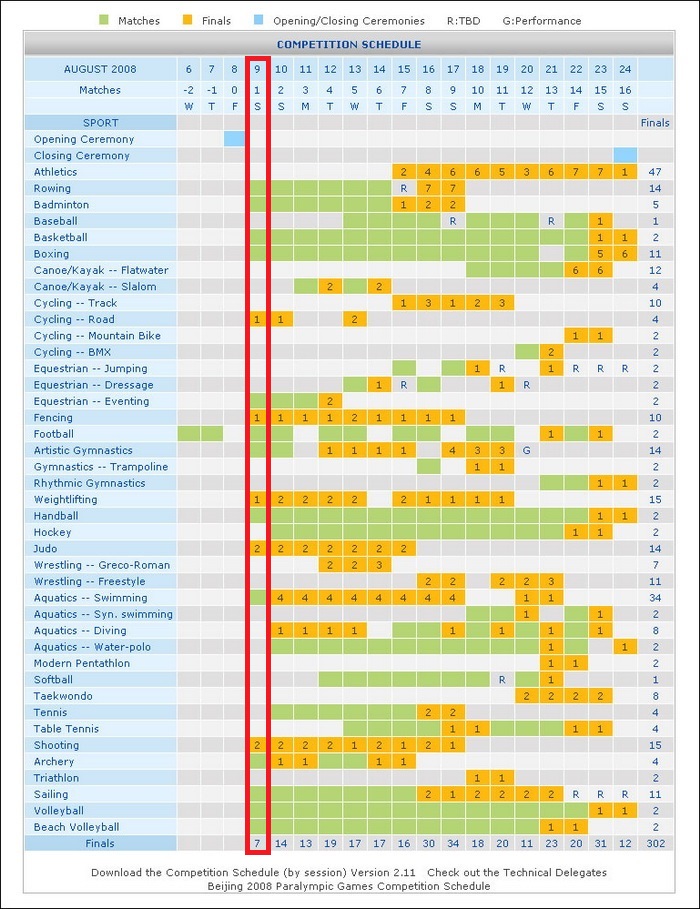 Matches Finals Opening/Closing Ceremonies R:TBD G:Performance
COMPETITION SCHEDULE
AUGUST 2008 6 7 8 9 10 11 12 13 14 15 16 17 18 19 20 21 22 23 24
Matches -2 -1 0 1 2 3 4 5 6 7 8 9 10 11 12 13 14 15 16
W T F S S M T W T F S S M T W T F S S
SPORT Finals
Opening Ceremony
Closing Ceremony
Athletics 2 4 6 6 5 3 6 7 7 1 47
Rowing R 7 7 14
Badminton 1 2 2 5
Baseball R R 1 1
Basketball 1 1 2
Boxing 5 6 11
Canoe/Kayak -- Flatwater 6 6 12
Canoe/Kayak -- Slalom 2 2 4
Cycling -- Track 1 3 1 2 3 10
Cycling -- Road 1 1 2 4
Cycling -- Mountain Bike 1 1 2
Cycling -- BMX 2 2
Equestrian -- Jumping 1 R 1 R R R 2
Equestrian -- Dressage 1 R 1 R 2
Equestrian -- Eventing 2 2
Fencing 1 1 1 1 2 1 1 1 1 10
Football 1 1 2
Artistic Gymnastics 1 1 1 1 4 3 3 G 14
Gymnastics -- Trampoline 1 1 2
Rhythmic Gymnastics 1 1 2
Weightlifting 1 2 2 2 2 2 1 1 1 1 15
Handball 1 1 2
Hockey 1 1 2
Judo 2 2 2 2 2 2 2 14
Wrestling -- Greco-Roman 2 2 3 7
Wrestling -- Freestyle 2 2 2 2 3 11
Aquatics -- Swimming 4 4 4 4 4 4 4 4 1 1 34
Aquatics -- Syn. swimming 1 1 2
Aquatics -- Diving 1 1 1 1 1 1 1 1 8
Aquatics -- Water-polo 1 1 2
Modern Pentathlon 1 1 2
Softball R 1 1
Taekwondo 2 2 2 2 8
Tennis 2 2 4
Table Tennis 1 1 1 1 4
Shooting 2 2 2 2 1 2 1 2 1 15
Archery 1 1 1 1 4
Triathlon 1 1 2
Sailing 2 1 2 2 2 2 R R R 11
Volleyball 1 1 2
Beach Volleyball 1 1 2
Finals 7 14 13 19 17 17 16 30 34 18 20 11 23 20 31 12 302
Download the Competition Schedule (by session) Version 2.11 Check out the Technical Delegates
Beijing 2008 Paralympic Games Competition Schedule